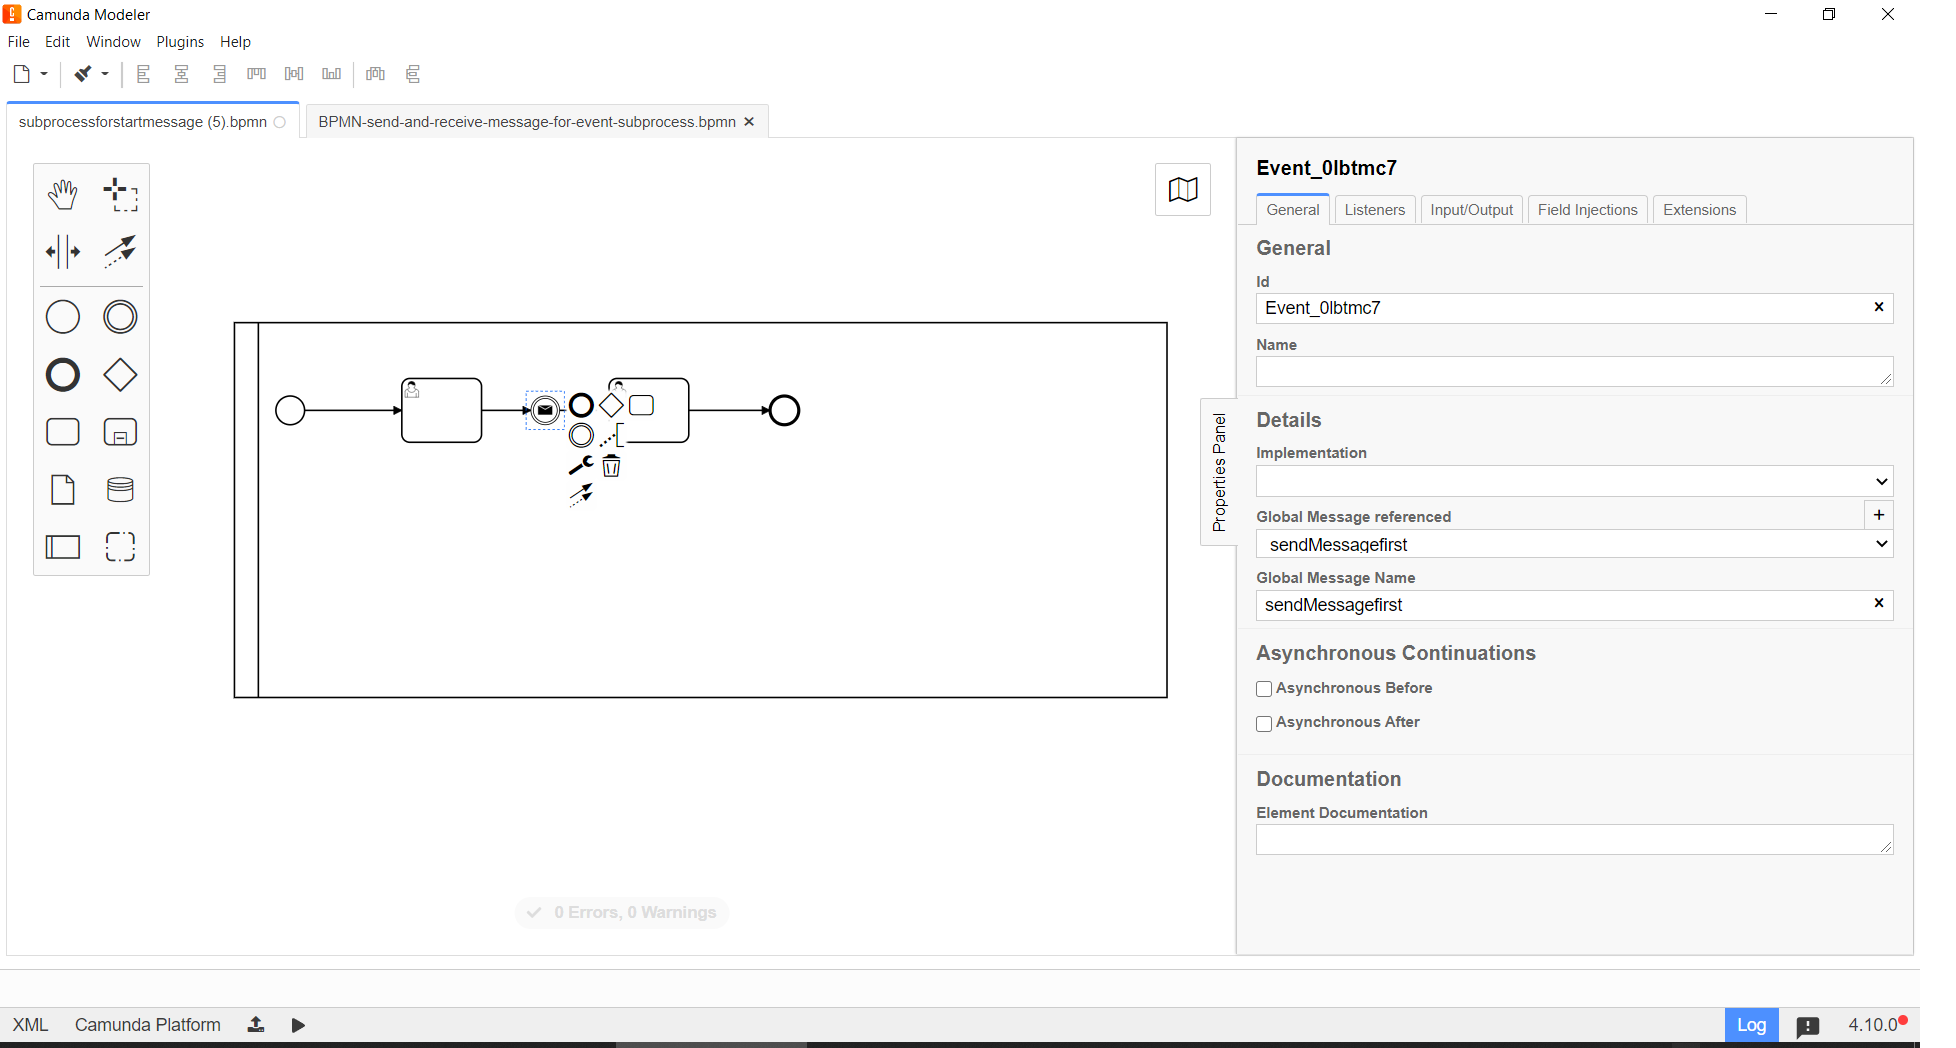 Camunda Modeler
File Edit Window Plugins Help
subprocessforstartmessage (5).bpmn
BPMN-send-and-receive-message-for-event-subprocess.bpmn
Event_0lbtmc7
General Listeners Input/Output Field Injections Extensions
General
Id
Event_0lbtmc7
Name
Details
Implementation
Properties Panel
Global Message referenced
sendMessagefirst
Global Message Name
sendMessagefirst
Asynchronous Continuations
Asynchronous Before
Asynchronous After
Documentation
Element Documentation
0 Errors, 0 Warnings
XML Camunda Platform Log 4.10.0